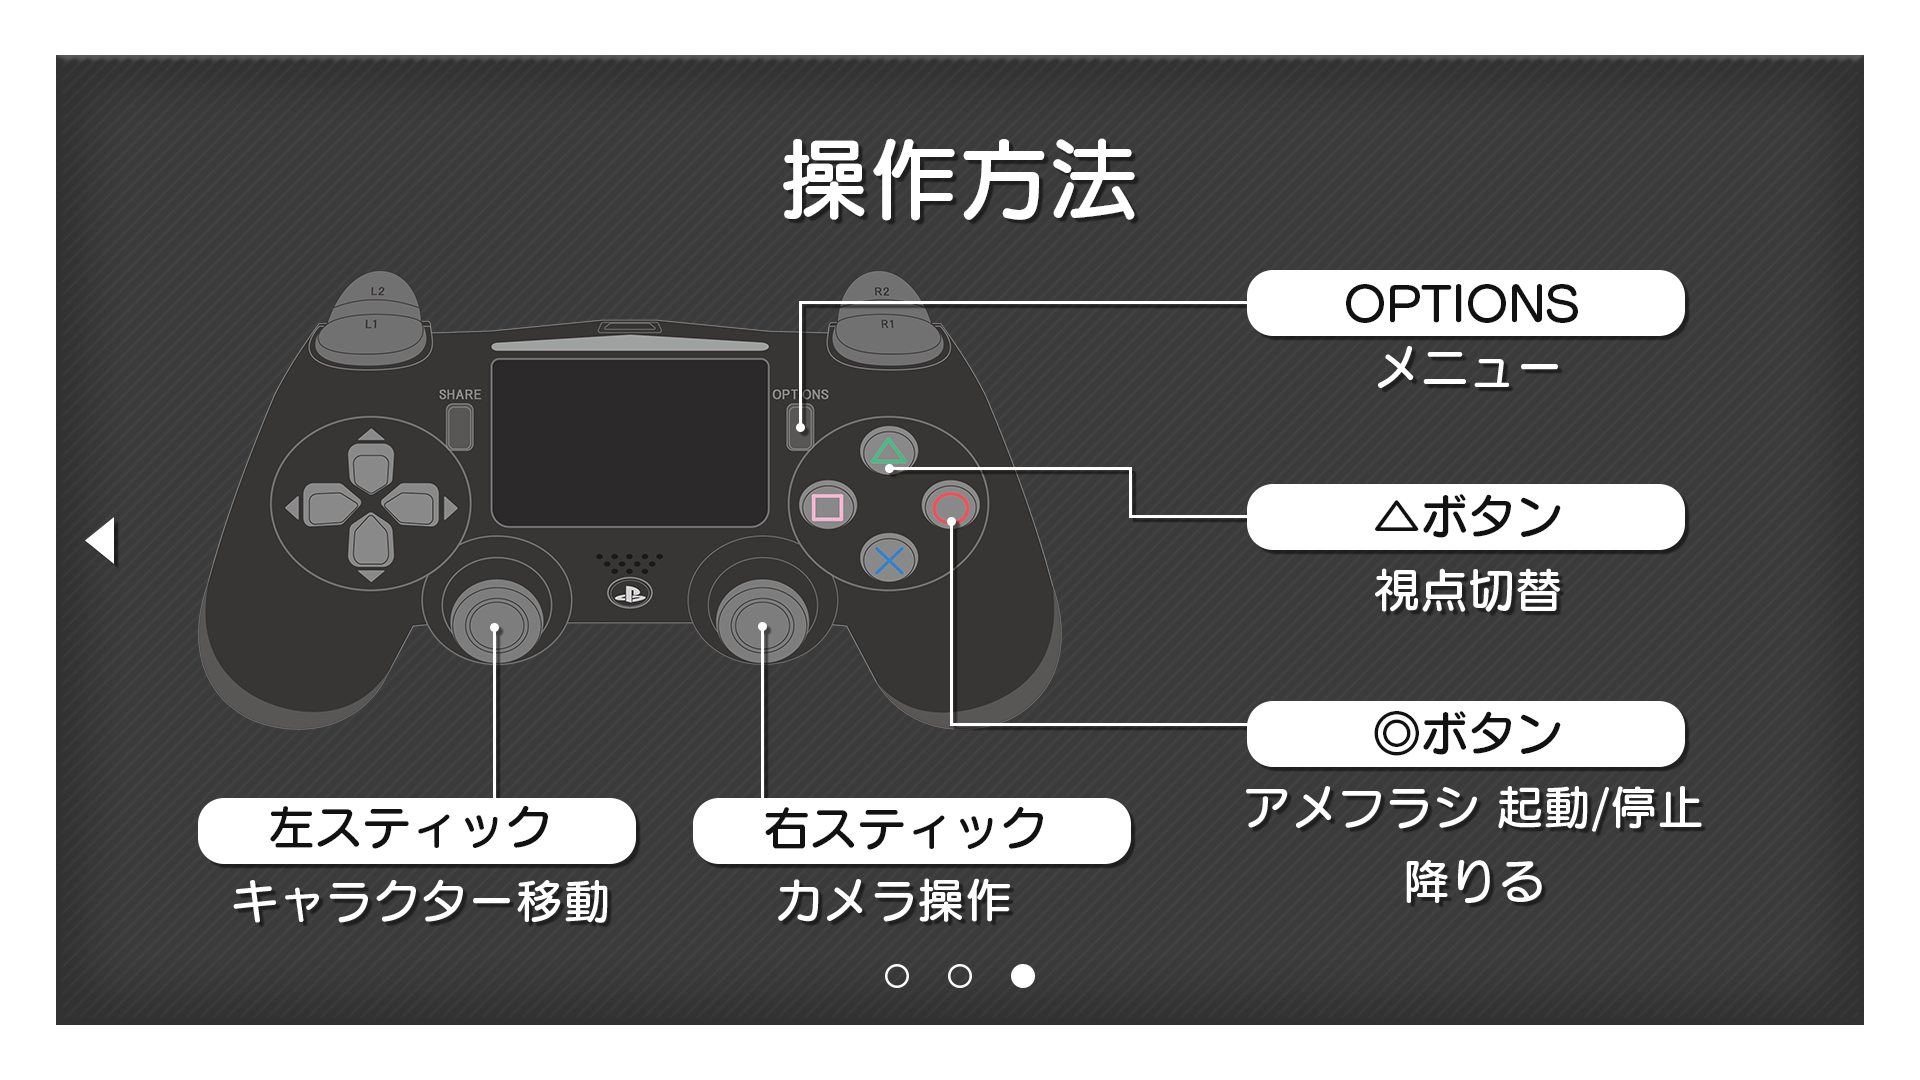 操作方法
L2
L1
R2
R1
SHARE
OPTIONS
OPTIONS
メニュー
△ボタン
視点切替
◎ボタン
アメフラシ 起動/停止
降りる
左スティック
キャラクター移動
右スティック
カメラ操作